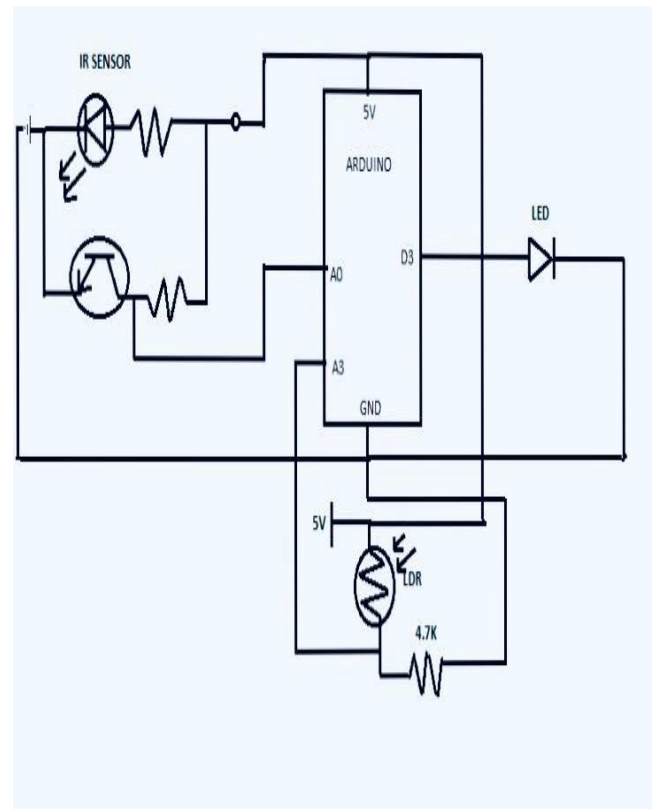 IR SENSOR
5V
ARDUINO
LED
D3
A0
A3
GND
5V
LDR
4.7K